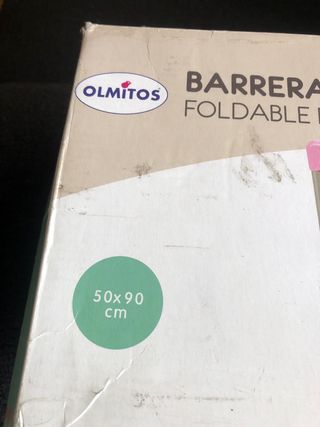 OLMITOS
BARRERA
FOLDABLE
50x90
cm